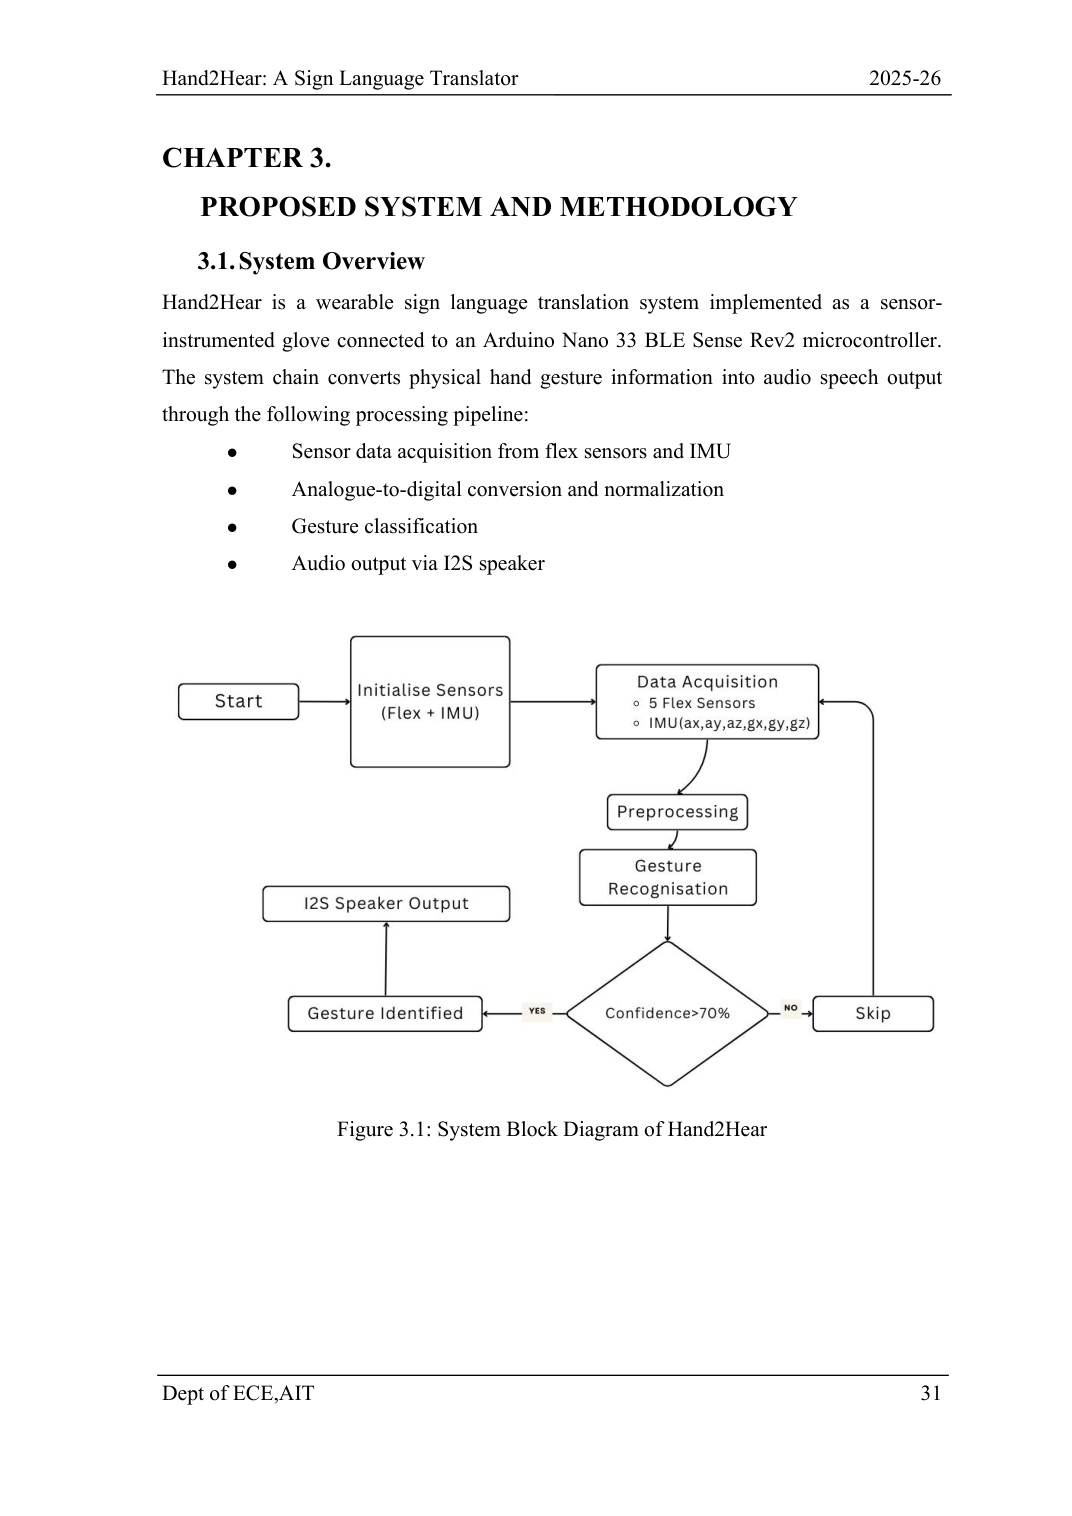 Hand2Hear: A Sign Language Translator 2025-26
CHAPTER 3.
PROPOSED SYSTEM AND METHODOLOGY
3.1. System Overview
Hand2Hear is a wearable sign language translation system implemented as a sensor-
instrumented glove connected to an Arduino Nano 33 BLE Sense Rev2 microcontroller.
The system chain converts physical hand gesture information into audio speech output
through the following processing pipeline:
● Sensor data acquisition from flex sensors and IMU
● Analogue-to-digital conversion and normalization
● Gesture classification
● Audio output via I2S speaker
Start
Initialise Sensors
(Flex + IMU)
Data Acquisition
◦ 5 Flex Sensors
◦ IMU(ax,ay,az,gx,gy,gz)
Preprocessing
Gesture
Recognisation
I2S Speaker Output
Gesture Identified
YES
Confidence>70%
NO
Skip
Figure 3.1: System Block Diagram of Hand2Hear
Dept of ECE,AIT 31